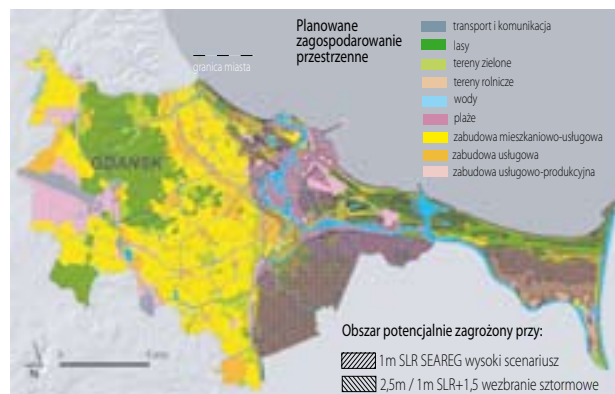 Planowane
zagospodarowanie
przestrzenne
granica miasta
transport i komunikacja
lasy
tereny zielone
tereny rolnicze
wody
plaże
zabudowa mieszkaniowo-usługowa
zabudowa usługowa
zabudowa usługowo-produkcyjna
GDAŃSK
Obszar potencjalnie zagrożony przy:
1m SLR SEAREG wysoki scenariusz
2,5m / 1m SLR+1,5 wezbranie sztormowe
N
0